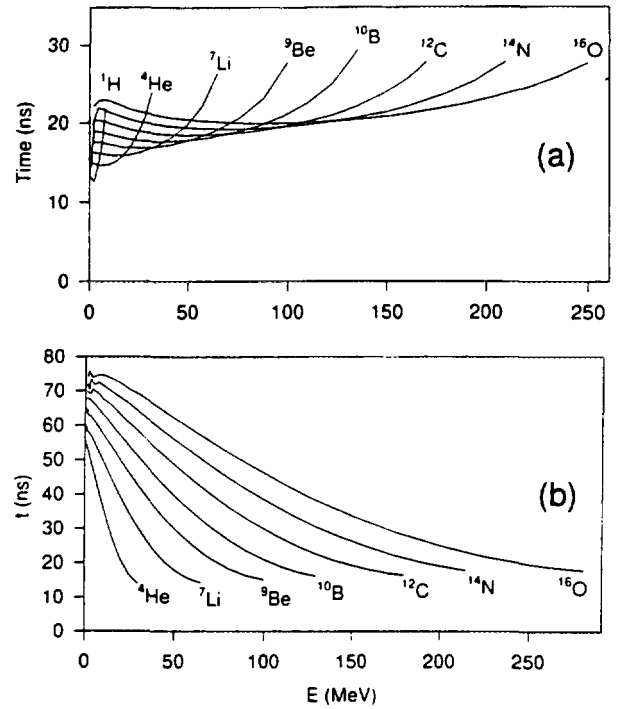 30
20
10
0
Time (ns)
¹H
⁴He
⁷Li
⁹Be
¹⁰B
¹²C
¹⁴N
¹⁶O
(a)
0 50 100 150 200 250
80
70
60
50
40
30
20
10
0
t (ns)
(b)
⁴He
⁷Li
⁹Be
¹⁰B
¹²C
¹⁴N
¹⁶O
0 50 100 150 200 250
E (MeV)